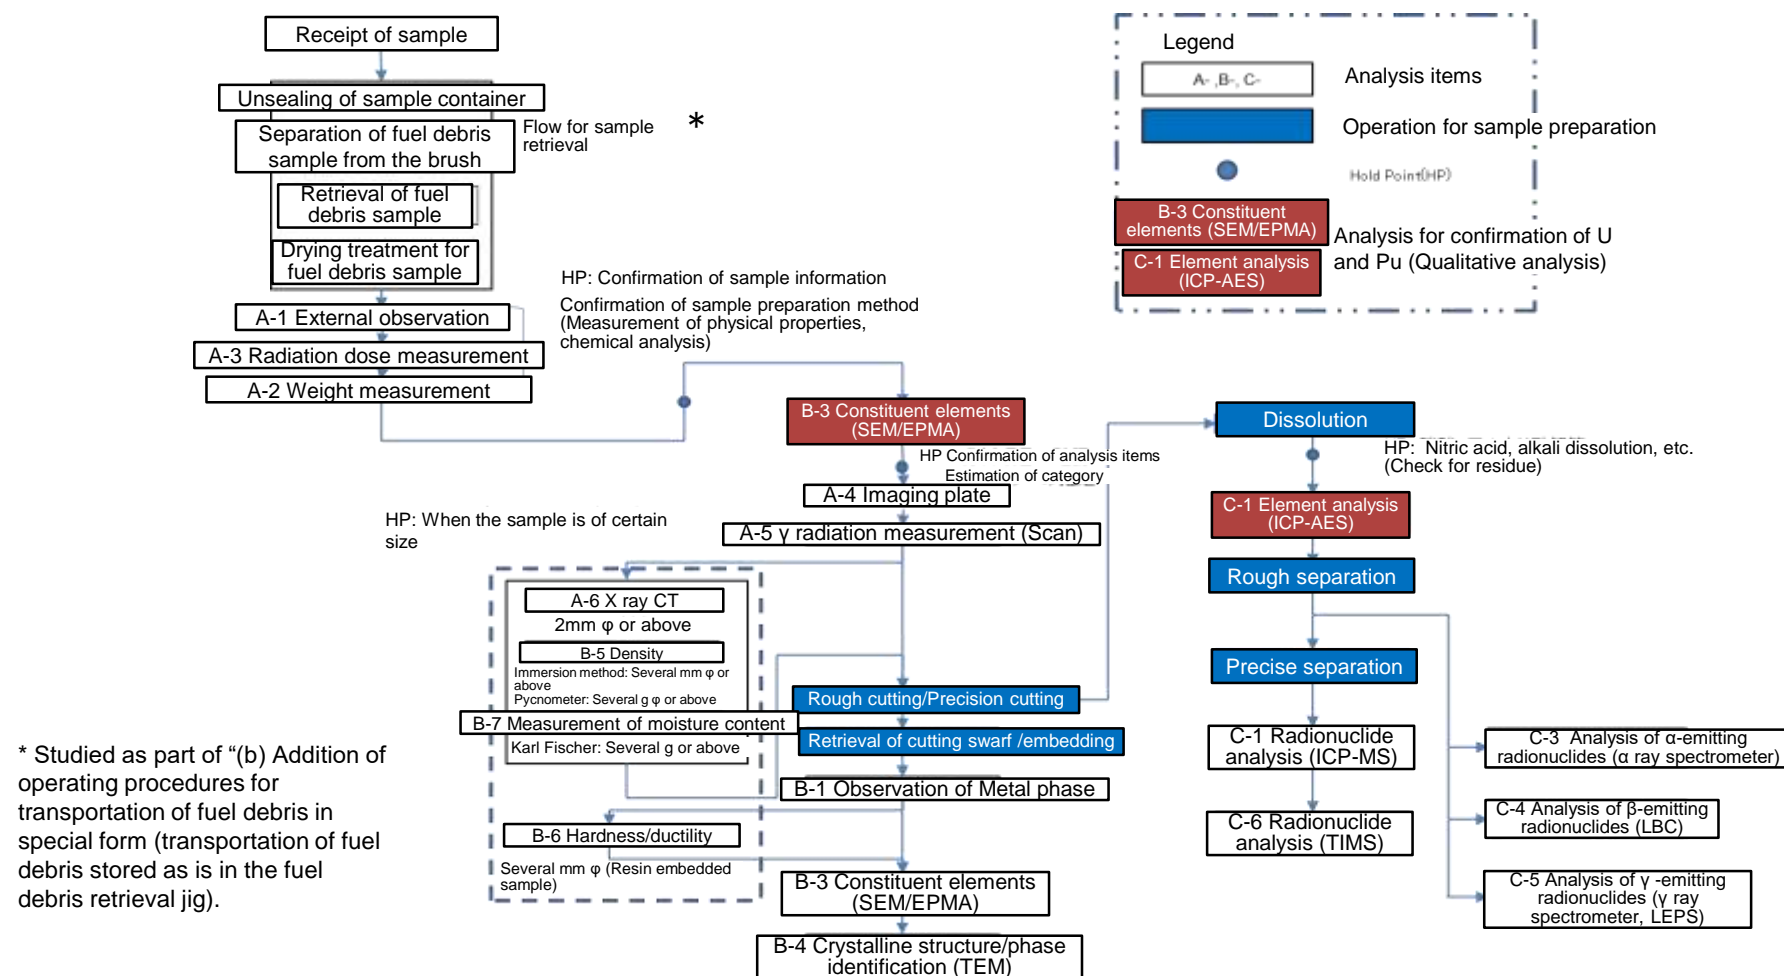 Receipt of sample
Unsealing of sample container
Separation of fuel debris
sample from the brush
Flow for sample
retrieval
*
Retrieval of fuel
debris sample
Drying treatment for
fuel debris sample
A-1 External observation
A-3 Radiation dose measurement
A-2 Weight measurement
HP: Confirmation of sample information
Confirmation of sample preparation method
(Measurement of physical properties,
chemical analysis)
Legend
A- ,B-, C-
Analysis items
Operation for sample preparation
Hold Point(HP)
B-3 Constituent
elements (SEM/EPMA)
C-1 Element analysis
(ICP-AES)
Analysis for confirmation of U
and Pu (Qualitative analysis)
B-3 Constituent elements
(SEM/EPMA)
HP Confirmation of analysis items
Estimation of category
A-4 Imaging plate
A-5 γ radiation measurement (Scan)
HP: When the sample is of certain
size
A-6 X ray CT
2mm φ or above
B-5 Density
Immersion method: Several mm φ or
above
Pycnometer: Several g φ or above
B-7 Measurement of moisture content
Karl Fischer: Several g or above
Rough cutting/Precision cutting
Retrieval of cutting swarf /embedding
B-1 Observation of Metal phase
B-6 Hardness/ductility
Several mm φ (Resin embedded
sample)
B-3 Constituent elements
(SEM/EPMA)
B-4 Crystalline structure/phase
identification (TEM)
Dissolution
HP: Nitric acid, alkali dissolution, etc.
(Check for residue)
C-1 Element analysis
(ICP-AES)
Rough separation
Precise separation
C-1 Radionuclide
analysis (ICP-MS)
C-6 Radionuclide
analysis (TIMS)
C-3 Analysis of α-emitting
radionuclides (α ray spectrometer)
C-4 Analysis of β-emitting
radionuclides (LBC)
C-5 Analysis of γ -emitting
radionuclides (γ ray
spectrometer, LEPS)
* Studied as part of “(b) Addition of
operating procedures for
transportation of fuel debris in
special form (transportation of fuel
debris stored as is in the fuel
debris retrieval jig).